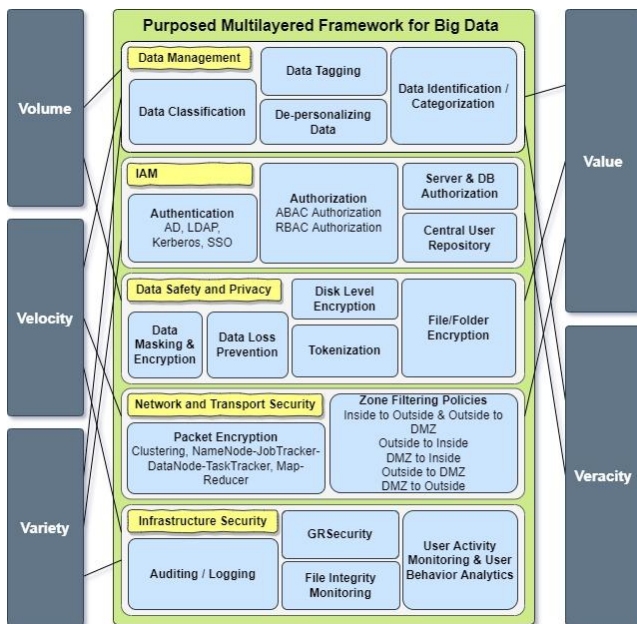 Purposed Multilayered Framework for Big Data
Volume
Velocity
Variety
Data Management
Data Classification
Data Tagging
De-personalizing
Data
Data Identification /
Categorization
IAM
Authentication
AD, LDAP,
Kerberos, SSO
Authorization
ABAC Authorization
RBAC Authorization
Server & DB
Authorization
Central User
Repository
Data Safety and Privacy
Data
Masking &
Encryption
Data Loss
Prevention
Disk Level
Encryption
Tokenization
File/Folder
Encryption
Network and Transport Security
Packet Encryption
Clustering, NameNode-JobTracker-
DataNode-TaskTracker, Map-
Reducer
Zone Filtering Policies
Inside to Outside & Outside to
DMZ
Outside to Inside
DMZ to Inside
Outside to DMZ
DMZ to Outside
Infrastructure Security
Auditing / Logging
GRSecurity
File Integrity
Monitoring
User Activity
Monitoring & User
Behavior Analytics
Value
Veracity